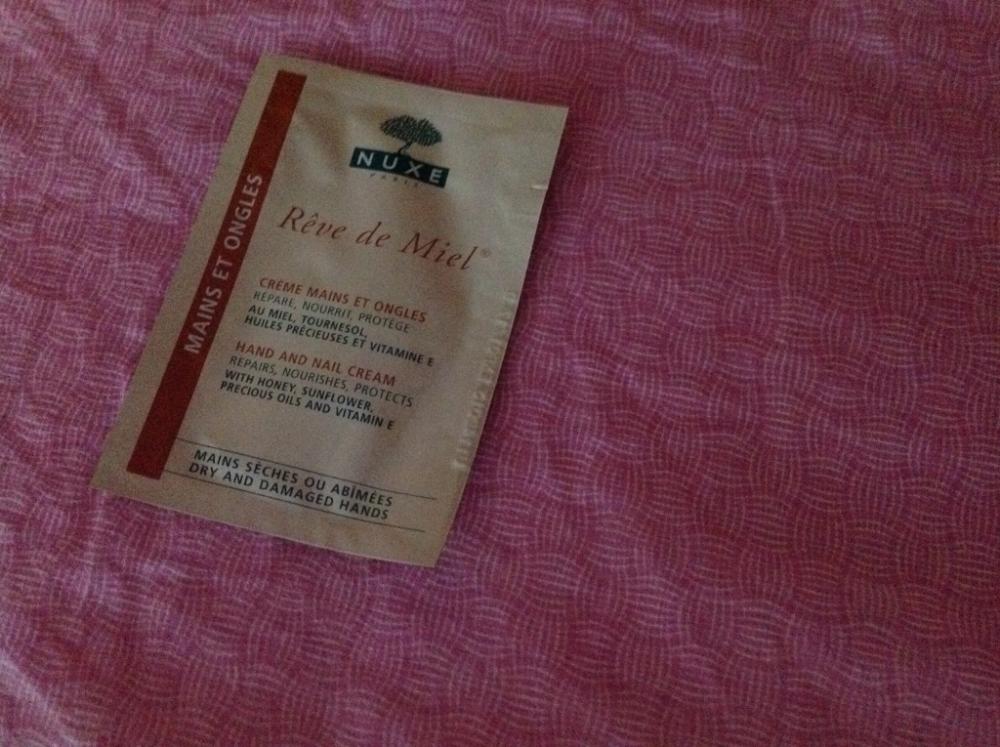 NUXE
PARIS
Rêve de Miel®
MAINS ET ONGLES
CRÈME MAINS ET ONGLES
RÉPARE, NOURRIT, PROTÈGE
AU MIEL, TOURNESOL,
HUILES PRÉCIEUSES ET VITAMINE E
HAND AND NAIL CREAM
REPAIRS, NOURISHES, PROTECTS
WITH HONEY, SUNFLOWER,
PRECIOUS OILS AND VITAMIN E
MAINS SÈCHES OU ABÎMÉES
DRY AND DAMAGED HANDS